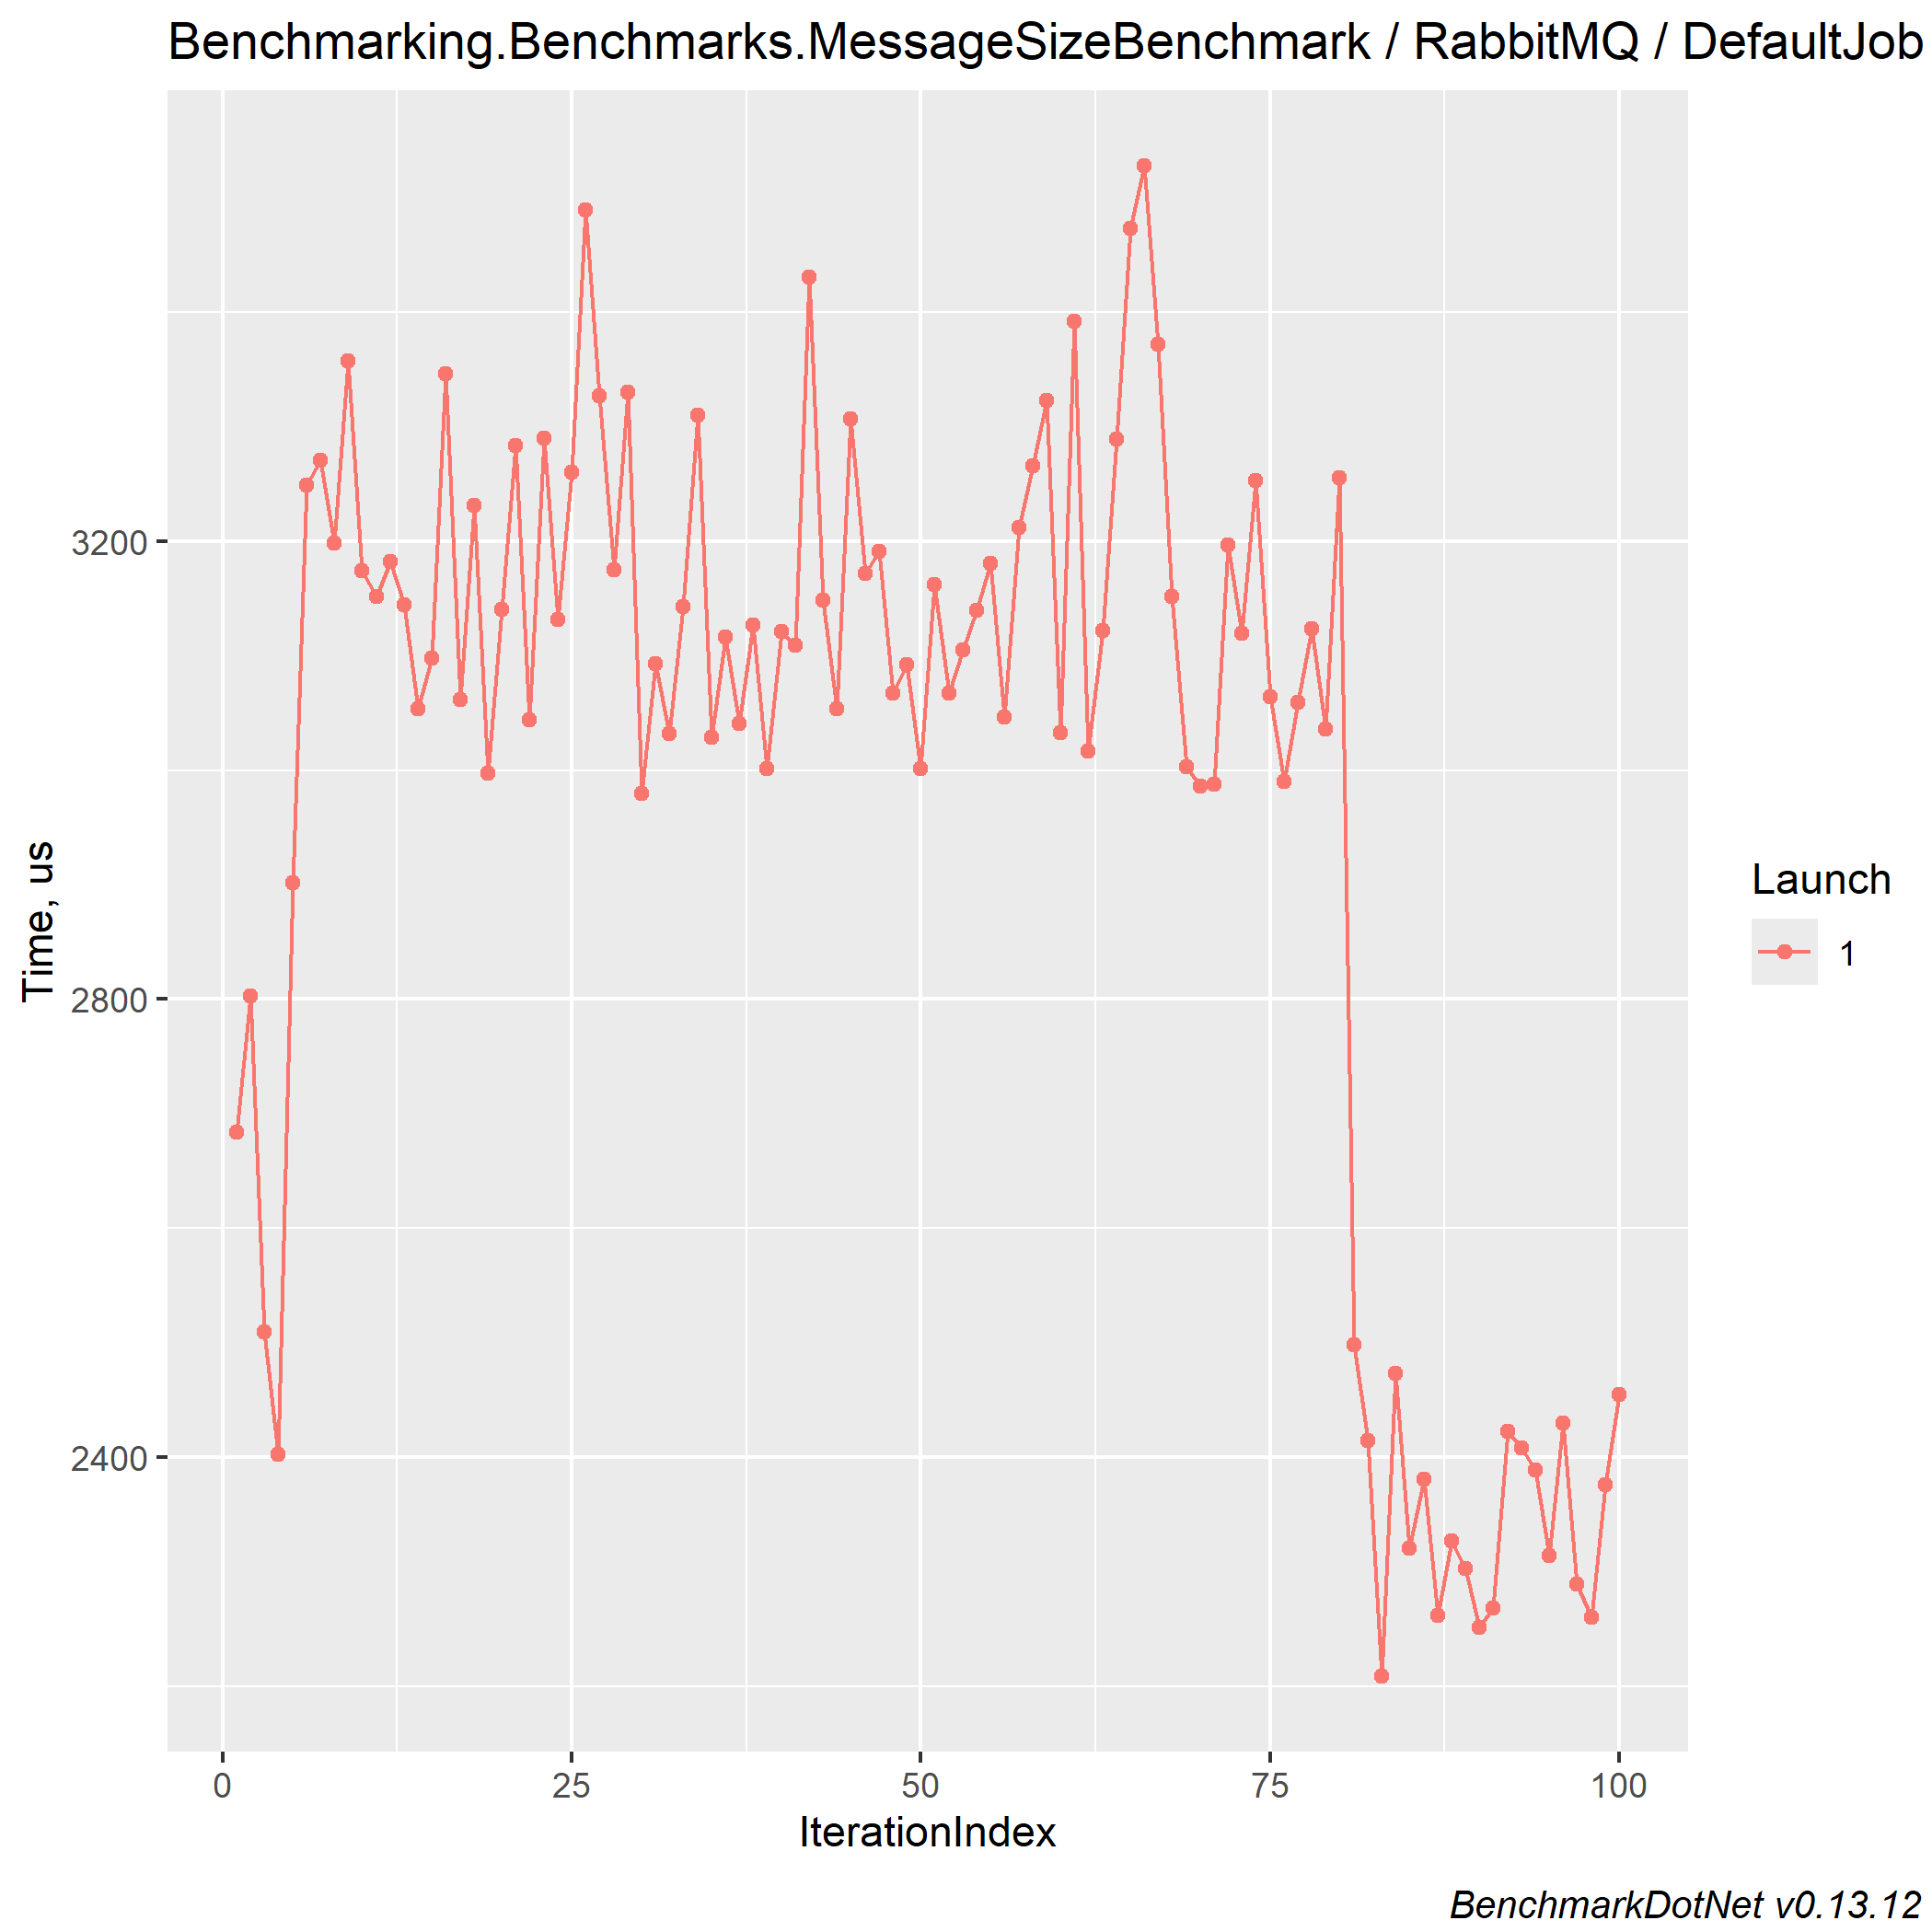 Benchmarking.Benchmarks.MessageSizeBenchmark / RabbitMQ / DefaultJob
3200
2800
2400
Time, us
0 25 50 75 100
IterationIndex
Launch
1
BenchmarkDotNet v0.13.12